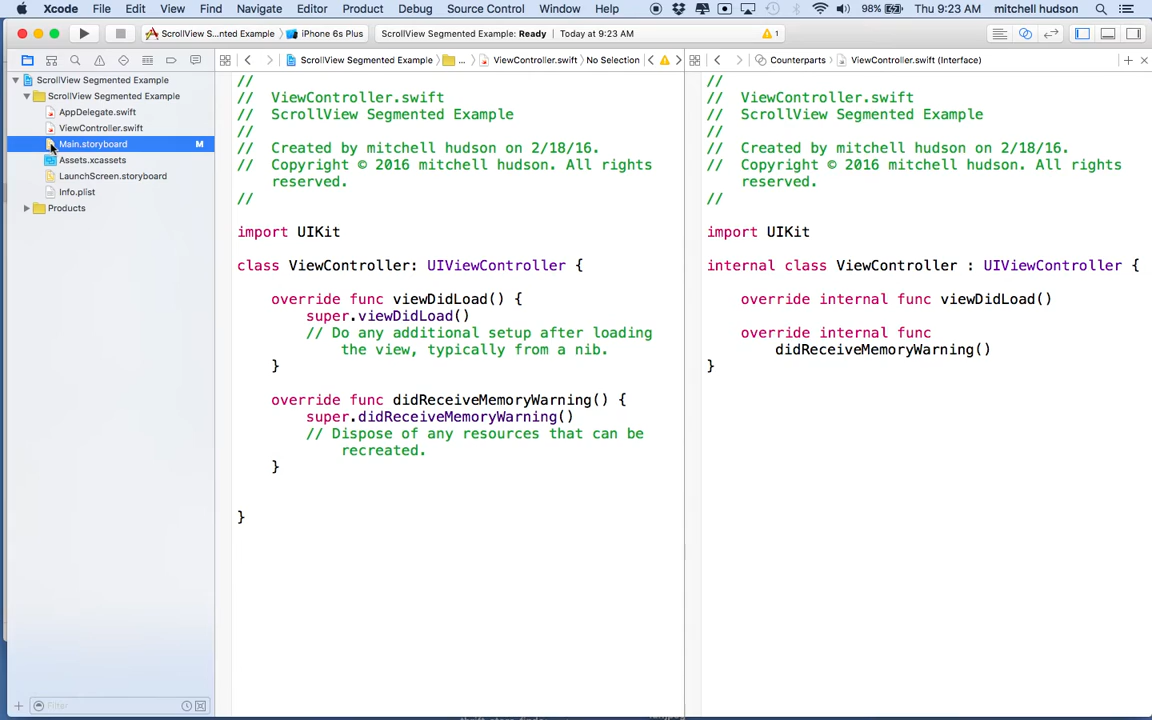 Xcode File Edit View Find Navigate Editor Product Debug Source Control Window Help 98% Thu 9:23 AM mitchell hudson
ScrollView S...nted Example iPhone 6s Plus ScrollView Segmented Example: Ready Today at 9:23 AM 1
ScrollView Segmented Example ... ViewController.swift No Selection Counterparts ViewController.swift (Interface)
ScrollView Segmented Example
ScrollView Segmented Example
AppDelegate.swift
ViewController.swift
Main.storyboard M
Assets.xcassets
LaunchScreen.storyboard
Info.plist
Products
Filter
//
// ViewController.swift
// ScrollView Segmented Example
//
// Created by mitchell hudson on 2/18/16.
// Copyright © 2016 mitchell hudson. All rights
reserved.
//
import UIKit
class ViewController: UIViewController {
override func viewDidLoad() {
super.viewDidLoad()
// Do any additional setup after loading
the view, typically from a nib.
}
override func didReceiveMemoryWarning() {
super.didReceiveMemoryWarning()
// Dispose of any resources that can be
recreated.
}
}
//
// ViewController.swift
// ScrollView Segmented Example
//
// Created by mitchell hudson on 2/18/16.
// Copyright © 2016 mitchell hudson. All rights
reserved.
//
import UIKit
internal class ViewController : UIViewController {
override internal func viewDidLoad()
override internal func
didReceiveMemoryWarning()
}